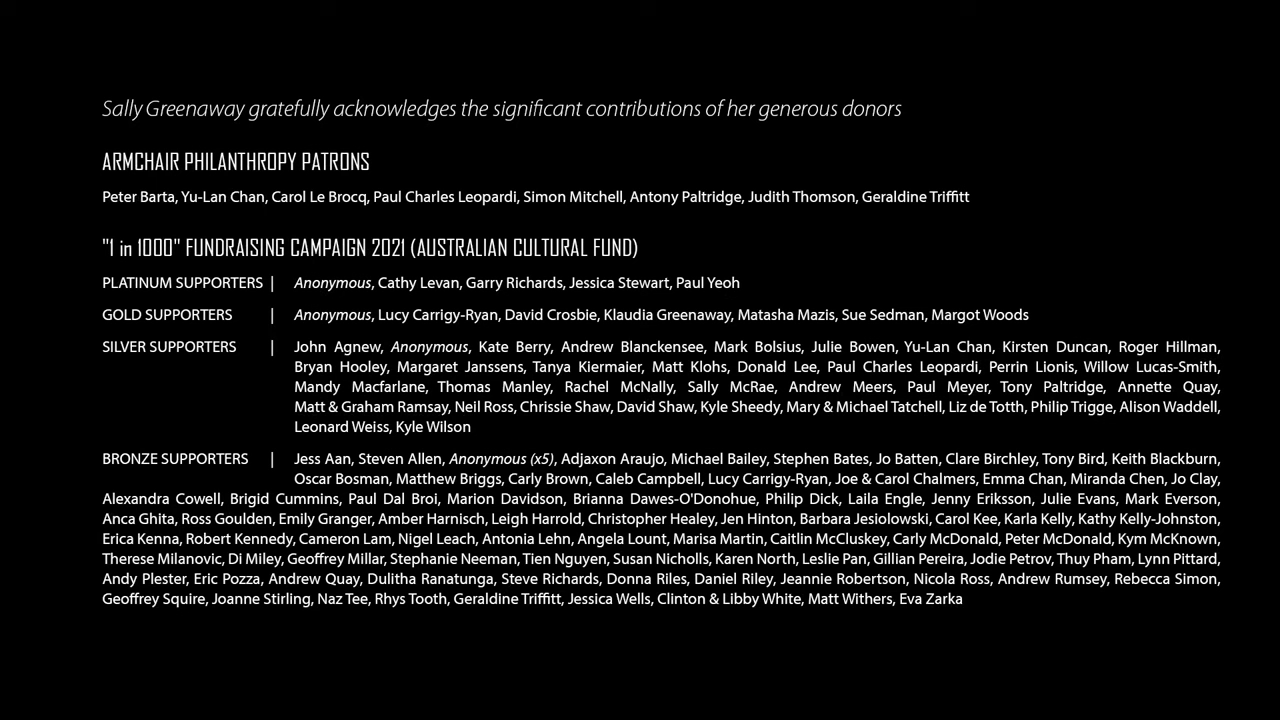 Sally Greenaway gratefully acknowledges the significant contributions of her generous donors
ARMCHAIR PHILANTHROPY PATRONS
Peter Barta, Yu-Lan Chan, Carol Le Brocq, Paul Charles Leopardi, Simon Mitchell, Antony Paltridge, Judith Thomson, Geraldine Triffitt
"1 in 1000" FUNDRAISING CAMPAIGN 2021 (AUSTRALIAN CULTURAL FUND)
PLATINUM SUPPORTERS | Anonymous, Cathy Levan, Garry Richards, Jessica Stewart, Paul Yeoh
GOLD SUPPORTERS | Anonymous, Lucy Carrigy-Ryan, David Crosbie, Klaudia Greenaway, Matasha Mazis, Sue Sedman, Margot Woods
SILVER SUPPORTERS | John Agnew, Anonymous, Kate Berry, Andrew Blanckensee, Mark Bolsius, Julie Bowen, Yu-Lan Chan, Kirsten Duncan, Roger Hillman,
Bryan Hooley, Margaret Janssens, Tanya Kiermaier, Matt Klohs, Donald Lee, Paul Charles Leopardi, Perrin Lionis, Willow Lucas-Smith,
Mandy Macfarlane, Thomas Manley, Rachel McNally, Sally McRae, Andrew Meers, Paul Meyer, Tony Paltridge, Annette Quay,
Matt & Graham Ramsay, Neil Ross, Chrissie Shaw, David Shaw, Kyle Sheedy, Mary & Michael Tatchell, Liz de Totth, Philip Trigge, Alison Waddell,
Leonard Weiss, Kyle Wilson
BRONZE SUPPORTERS | Jess Aan, Steven Allen, Anonymous (x5), Adjaxon Araujo, Michael Bailey, Stephen Bates, Jo Batten, Clare Birchley, Tony Bird, Keith Blackburn,
Oscar Bosman, Matthew Briggs, Carly Brown, Caleb Campbell, Lucy Carrigy-Ryan, Joe & Carol Chalmers, Emma Chan, Miranda Chen, Jo Clay,
Alexandra Cowell, Brigid Cummins, Paul Dal Broi, Marion Davidson, Brianna Dawes-O'Donohue, Philip Dick, Laila Engle, Jenny Eriksson, Julie Evans, Mark Everson,
Anca Ghita, Ross Goulden, Emily Granger, Amber Harnisch, Leigh Harrold, Christopher Healey, Jen Hinton, Barbara Jesiolowski, Carol Kee, Karla Kelly, Kathy Kelly-Johnston,
Erica Kenna, Robert Kennedy, Cameron Lam, Nigel Leach, Antonia Lehn, Angela Lount, Marisa Martin, Caitlin McCluskey, Carly McDonald, Peter McDonald, Kym McKnown,
Therese Milanovic, Di Miley, Geoffrey Millar, Stephanie Neeman, Tien Nguyen, Susan Nicholls, Karen North, Leslie Pan, Gillian Pereira, Jodie Petrov, Thuy Pham, Lynn Pittard,
Andy Plester, Eric Pozza, Andrew Quay, Dulitha Ranatunga, Steve Richards, Donna Riles, Daniel Riley, Jeannie Robertson, Nicola Ross, Andrew Rumsey, Rebecca Simon,
Geoffrey Squire, Joanne Stirling, Naz Tee, Rhys Tooth, Geraldine Triffitt, Jessica Wells, Clinton & Libby White, Matt Withers, Eva Zarka